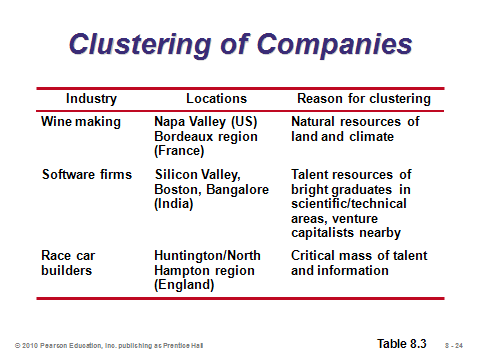 Clustering of Companies
Industry Locations Reason for clustering
Wine making Napa Valley (US) Natural resources of
Bordeaux region land and climate
(France)
Software firms Silicon Valley, Talent resources of
Boston, Bangalore bright graduates in
(India) scientific/technical
areas, venture
capitalists nearby
Race car Huntington/North Critical mass of talent
builders Hampton region and information
(England)
© 2010 Pearson Education, Inc. publishing as Prentice Hall Table 8.3 8 - 24